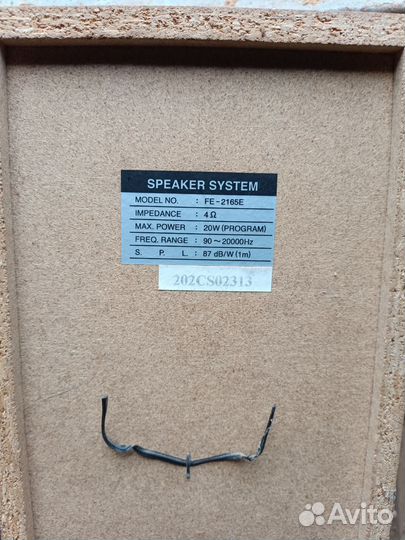 SPEAKER SYSTEM
MODEL NO. : FE-2165E
IMPEDANCE : 4Ω
MAX. POWER : 20W (PROGRAM)
FREQ. RANGE : 90~20000Hz
S. P. L. : 87 dB/W (1m)
202CS02313
Avito